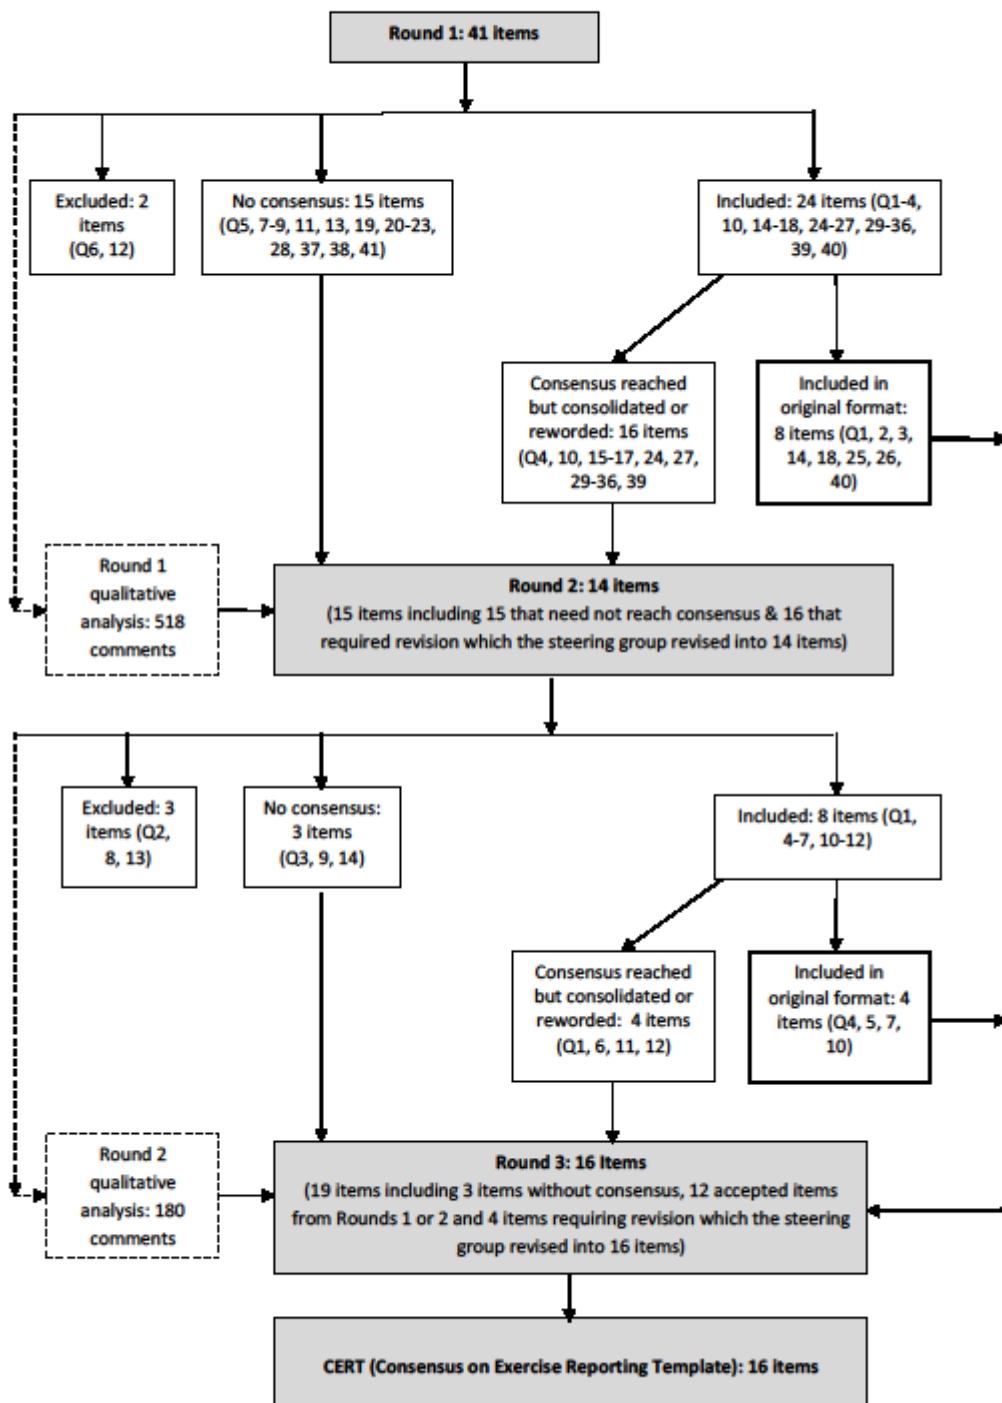 Round 1: 41 items
Excluded: 2
items
(Q6, 12)
No consensus: 15 items
(Q5, 7-9, 11, 13, 19, 20-23,
28, 37, 38, 41)
Included: 24 items (Q1-4,
10, 14-18, 24-27, 29-36,
39, 40)
Consensus reached
but consolidated or
reworded: 16 items
(Q4, 10, 15-17, 24, 27,
29-36, 39
Included in
original format:
8 items (Q1, 2, 3,
14, 18, 25, 26,
40)
Round 1
qualitative
analysis: 518
comments
Round 2: 14 items
(15 items including 15 that need not reach consensus & 16 that
required revision which the steering group revised into 14 items)
Excluded: 3
items (Q2,
8, 13)
No consensus:
3 items
(Q3, 9, 14)
Included: 8 items (Q1,
4-7, 10-12)
Consensus reached
but consolidated or
reworded: 4 items
(Q1, 6, 11, 12)
Included in
original format: 4
items (Q4, 5, 7,
10)
Round 2
qualitative
analysis: 180
comments
Round 3: 16 Items
(19 items including 3 items without consensus, 12 accepted items
from Rounds 1 or 2 and 4 items requiring revision which the steering
group revised into 16 items)
CERT (Consensus on Exercise Reporting Template): 16 items